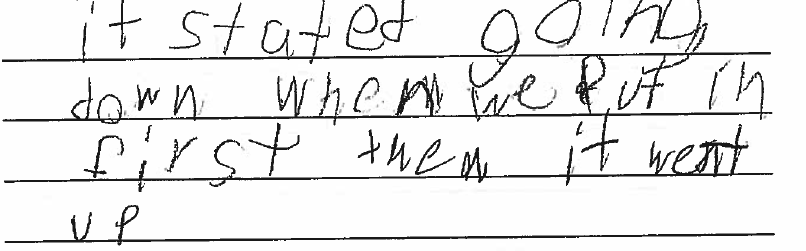 it stated going
down when we put in
first then it went
up